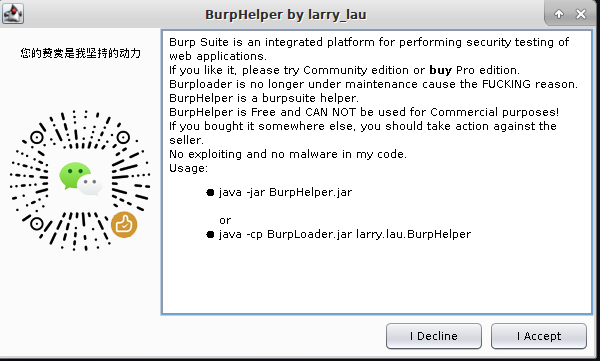 BurpHelper by larry_lau
您的赞赏是我坚持的动力
Burp Suite is an integrated platform for performing security testing of
web applications.
If you like it, please try Community edition or buy Pro edition.
Burploader is no longer under maintenance cause the FUCKING reason.
BurpHelper is a burpsuite helper.
BurpHelper is Free and CAN NOT be used for Commercial purposes!
If you bought it somewhere else, you should take action against the
seller.
No exploiting and no malware in my code.
Usage:
● java -jar BurpHelper.jar
or
● java -cp BurpLoader.jar larry.lau.BurpHelper
I Decline
I Accept